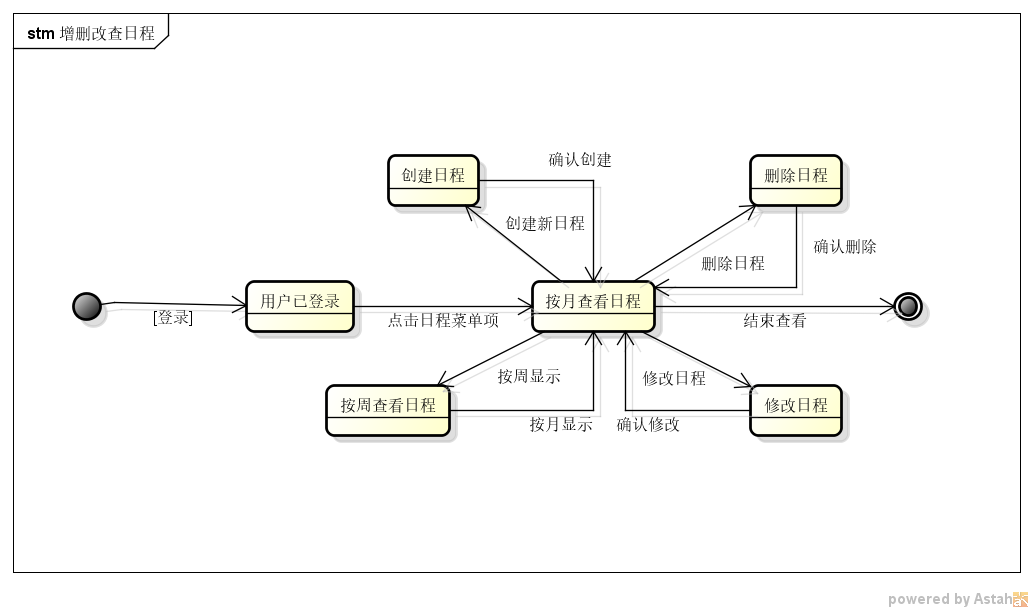 stm 增删改查日程
确认创建
创建日程
删除日程
创建新日程
确认删除
删除日程
用户已登录
按月查看日程
[登录]
点击日程菜单项
结束查看
按周显示
修改日程
按周查看日程
修改日程
按月显示
确认修改
powered by Astah